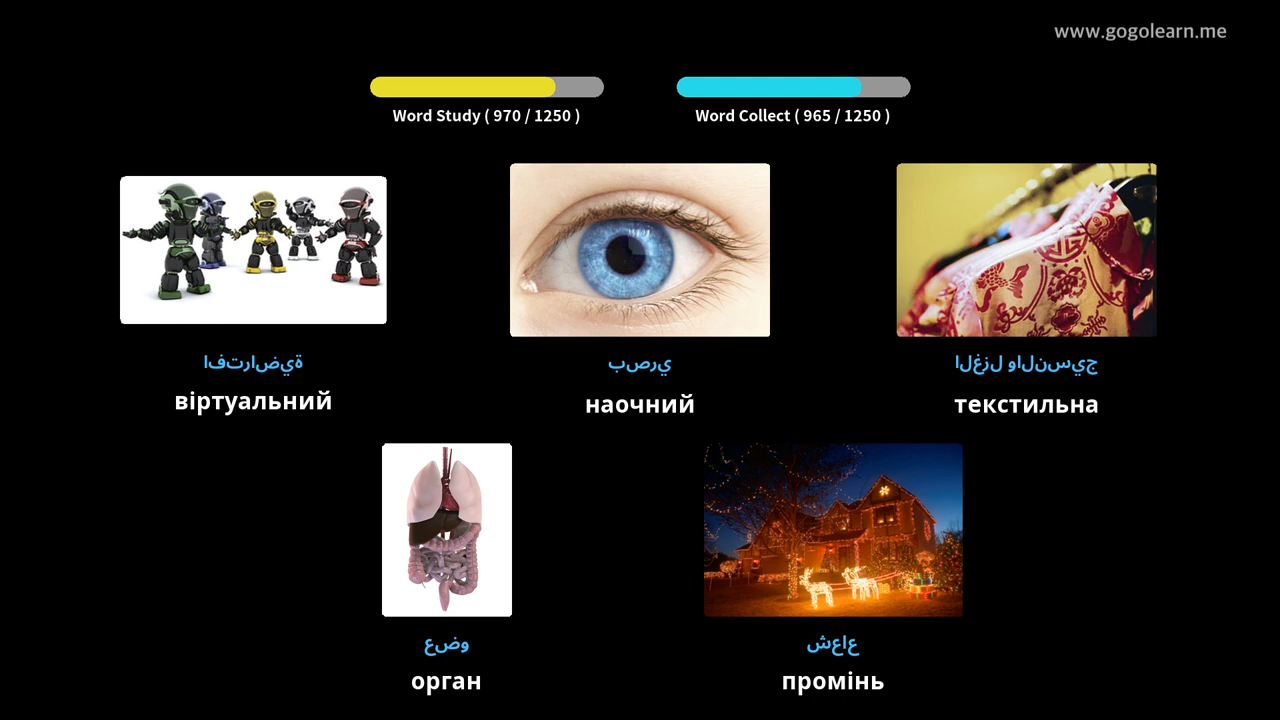 www.gogolearn.me
Word Study ( 970 / 1250 )
Word Collect ( 965 / 1250 )
افتراضية
віртуальний
بصري
наочний
الغزل والنسيج
текстильна
عضو
орган
شعاع
промінь